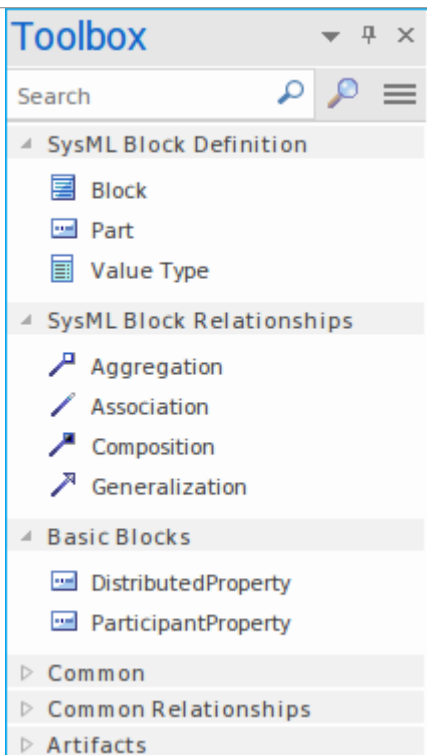 Toolbox
Search
SysML Block Definition
Block
Part
Value Type
SysML Block Relationships
Aggregation
Association
Composition
Generalization
Basic Blocks
DistributedProperty
ParticipantProperty
Common
Common Relationships
Artifacts